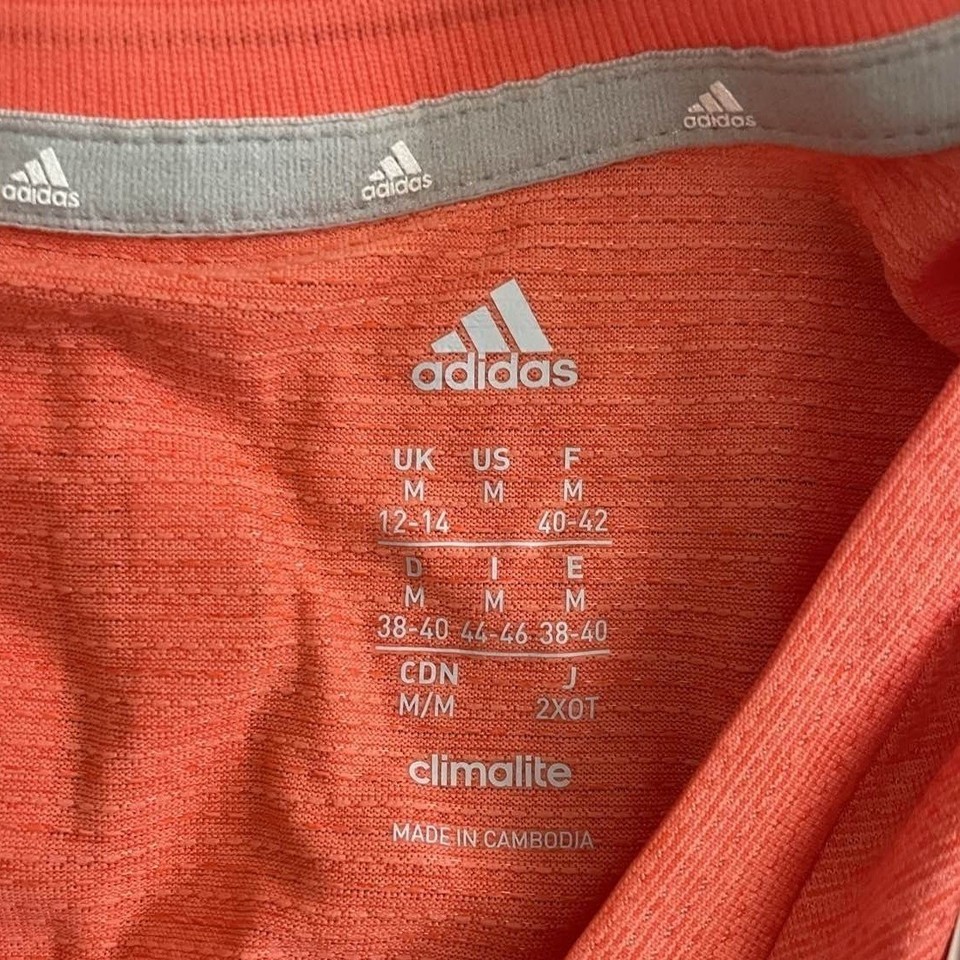 adidas
adidas
adidas
adidas
UK US F
M M M
12-14 40-42
D I E
M M M
38-40 44-46 38-40
CDN J
M/M 2XOT
climalite
MADE IN CAMBODIA